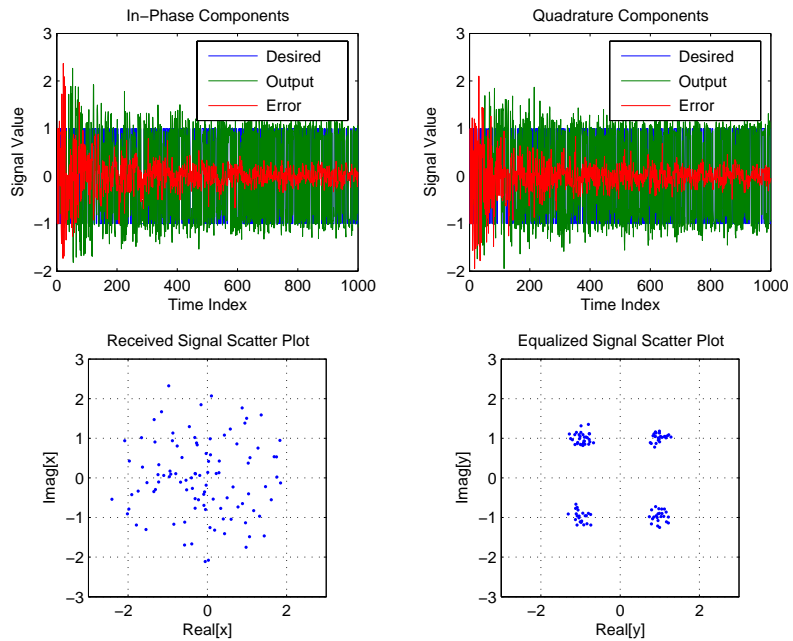 In−Phase Components
3
2
1
0
−1
−2
Signal Value
Desired
Output
Error
0 200 400 600 800 1000
Time Index
Quadrature Components
3
2
1
0
−1
−2
Signal Value
Desired
Output
Error
0 200 400 600 800 1000
Time Index
Received Signal Scatter Plot
3
2
1
0
−1
−2
−3
Imag[x]
−2 0 2
Real[x]
Equalized Signal Scatter Plot
3
2
1
0
−1
−2
−3
Imag[y]
−2 0 2
Real[y]